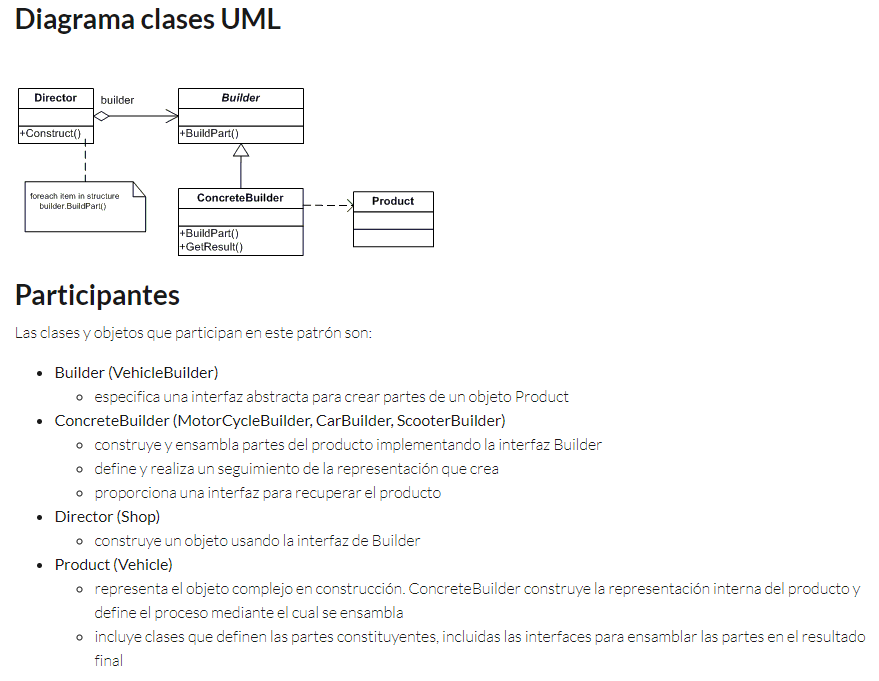 Diagrama clases UML
Director
builder
Builder
+Construct()
+BuildPart()
foreach item in structure
builder.BuildPart()
ConcreteBuilder
+BuildPart()
+GetResult()
Product
Participantes
Las clases y objetos que participan en este patrón son:
Builder (VehicleBuilder)
especifica una interfaz abstracta para crear partes de un objeto Product
ConcreteBuilder (MotorCycleBuilder, CarBuilder, ScooterBuilder)
construye y ensambla partes del producto implementando la interfaz Builder
define y realiza un seguimiento de la representación que crea
proporciona una interfaz para recuperar el producto
Director (Shop)
construye un objeto usando la interfaz de Builder
Product (Vehicle)
representa el objeto complejo en construcción. ConcreteBuilder construye la representación interna del producto y
define el proceso mediante el cual se ensambla
incluye clases que definen las partes constituyentes, incluidas las interfaces para ensamblar las partes en el resultado
final